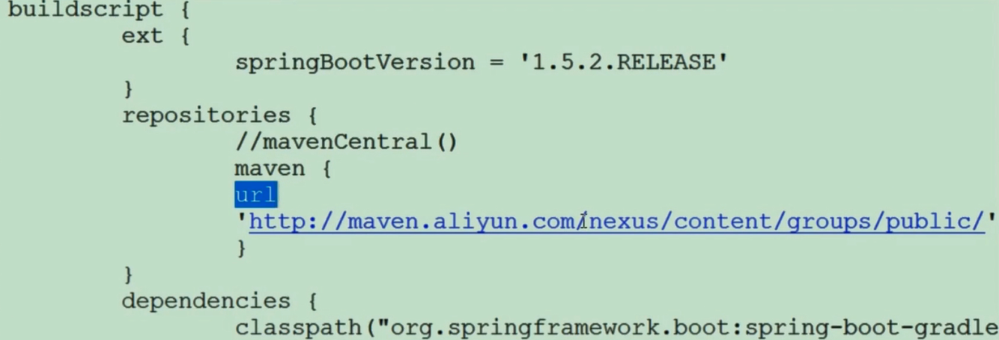 buildscript {
ext {
springBootVersion = '1.5.2.RELEASE'
}
repositories {
//mavenCentral()
maven {
url
'http://maven.aliyun.com/nexus/content/groups/public/'
}
}
dependencies {
classpath("org.springframework.boot:spring-boot-gradle